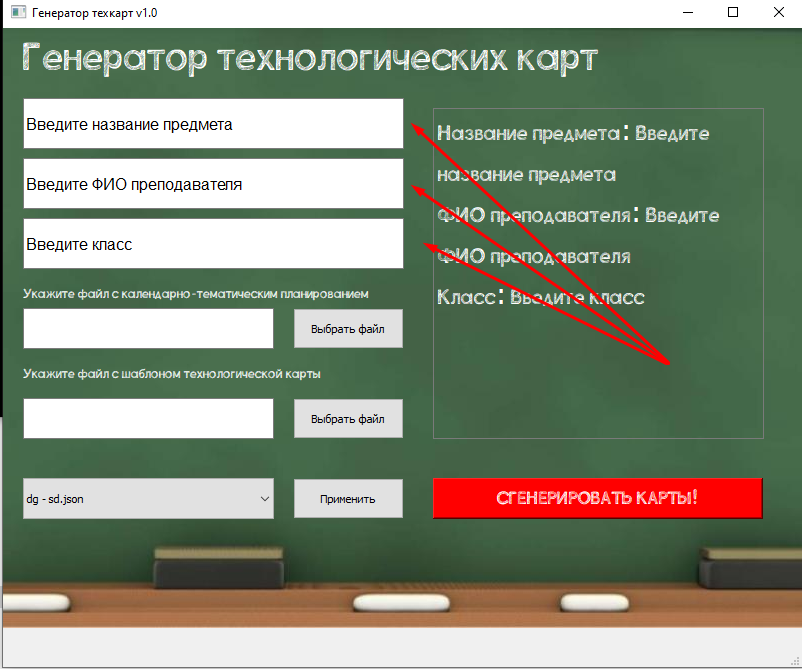 Генератор техкарт v1.0
Генератор технологических карт
Введите название предмета
Введите ФИО преподавателя
Введите класс
Укажите файл с календарно-тематическим планированием
Выбрать файл
Укажите файл с шаблоном технологической карты
Выбрать файл
dg - sd.json
Применить
Название предмета: Введите
название предмета
ФИО преподавателя: Введите
ФИО преподавателя
Класс: Введите класс
СГЕНЕРИРОВАТЬ КАРТЫ!